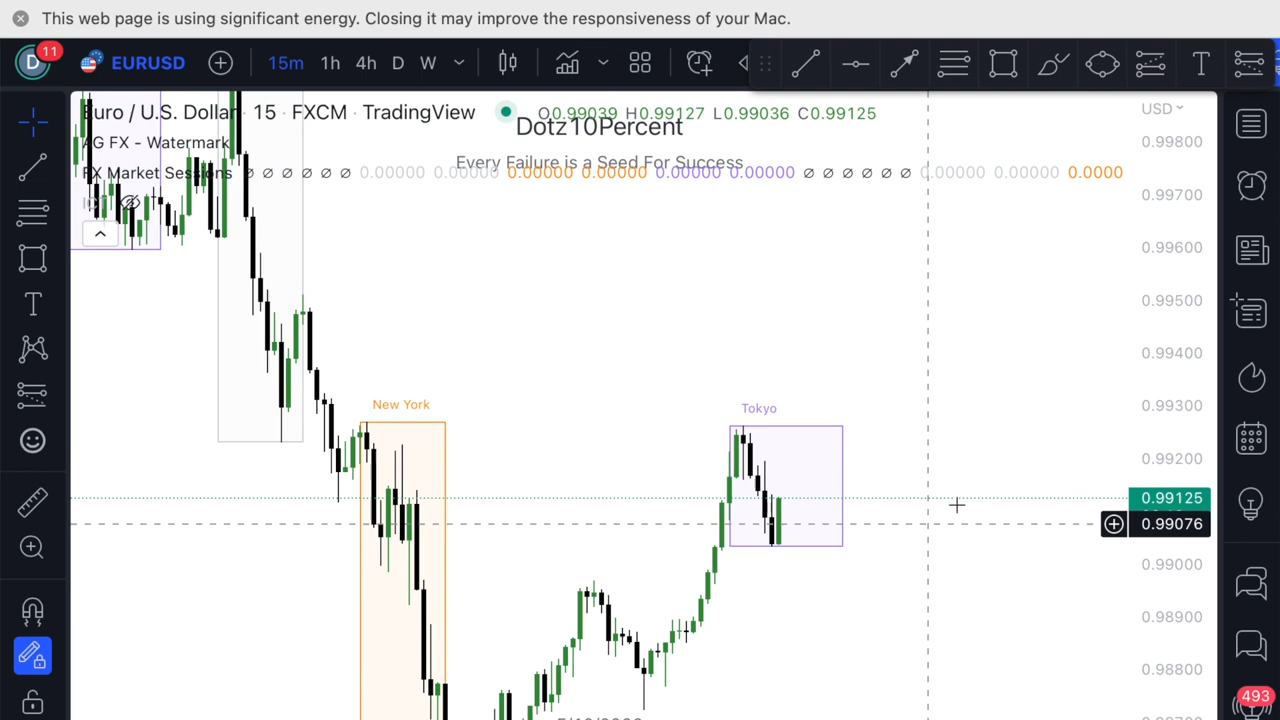 This web page is using significant energy. Closing it may improve the responsiveness of your Mac.
D 11 EURUSD 15m 1h 4h D W T
Euro / U.S. Dollar · 15 · FXCM · TradingView O0.99039 H0.99127 L0.99036 C0.99125
USD
Dotz10Percent
AG FX - Watermark
Every Failure is a Seed For Success
FX Market Sessions ∅ ∅ ∅ ∅ ∅ ∅ 0.00000 0.00000 0.00000 0.00000 0.00000 0.00000 ∅ ∅ ∅ ∅ ∅ ∅ 0.00000 0.00000 0.0000
0.99800
0.99700
0.99600
0.99500
0.99400
0.99300
0.99200
0.99125
0.99076
0.99000
0.98900
0.98800
New York
Tokyo
T
493